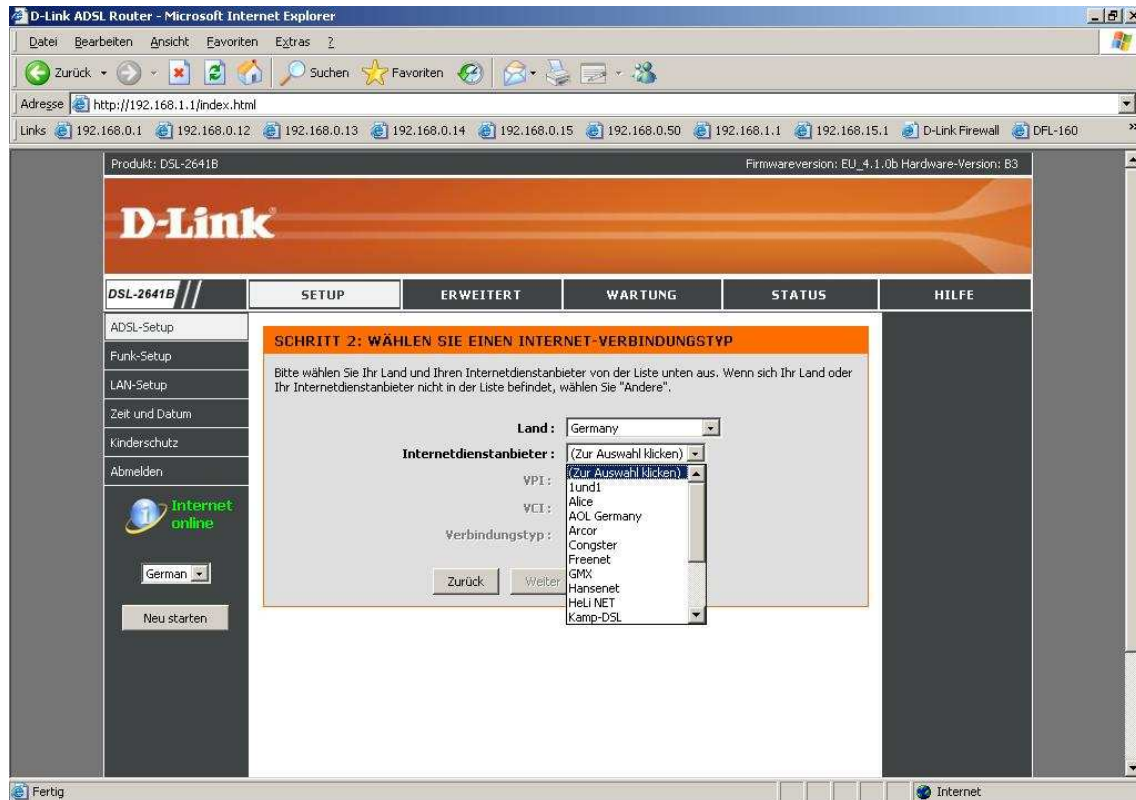 D-Link ADSL Router - Microsoft Internet Explorer
Datei Bearbeiten Ansicht Favoriten Extras ?
Zurück Suchen Favoriten
Adresse http://192.168.1.1/index.html
Links 192.168.0.1 192.168.0.12 192.168.0.13 192.168.0.14 192.168.0.15 192.168.0.50 192.168.1.1 192.168.15.1 D-Link Firewall DFL-160 »
Produkt: DSL-2641B Firmwareversion: EU_4.1.0b Hardware-Version: B3
D-Link
DSL-2641B SETUP ERWEITERT WARTUNG STATUS HILFE
ADSL-Setup
Funk-Setup
LAN-Setup
Zeit und Datum
Kinderschutz
Abmelden
Internet
online
German
Neu starten
SCHRITT 2: WÄHLEN SIE EINEN INTERNET-VERBINDUNGSTYP
Bitte wählen Sie Ihr Land und Ihren Internetdienstanbieter von der Liste unten aus. Wenn sich Ihr Land oder
Ihr Internetdienstanbieter nicht in der Liste befindet, wählen Sie "Andere".
Land : Germany
Internetdienstanbieter : (Zur Auswahl klicken)
VPI :
VCI :
Verbindungstyp :
(Zur Auswahl klicken)
1und1
Alice
AOL Germany
Arcor
Congster
Freenet
GMX
Hansenet
HeLi NET
Kamp-DSL
Zurück Weiter
Fertig Internet